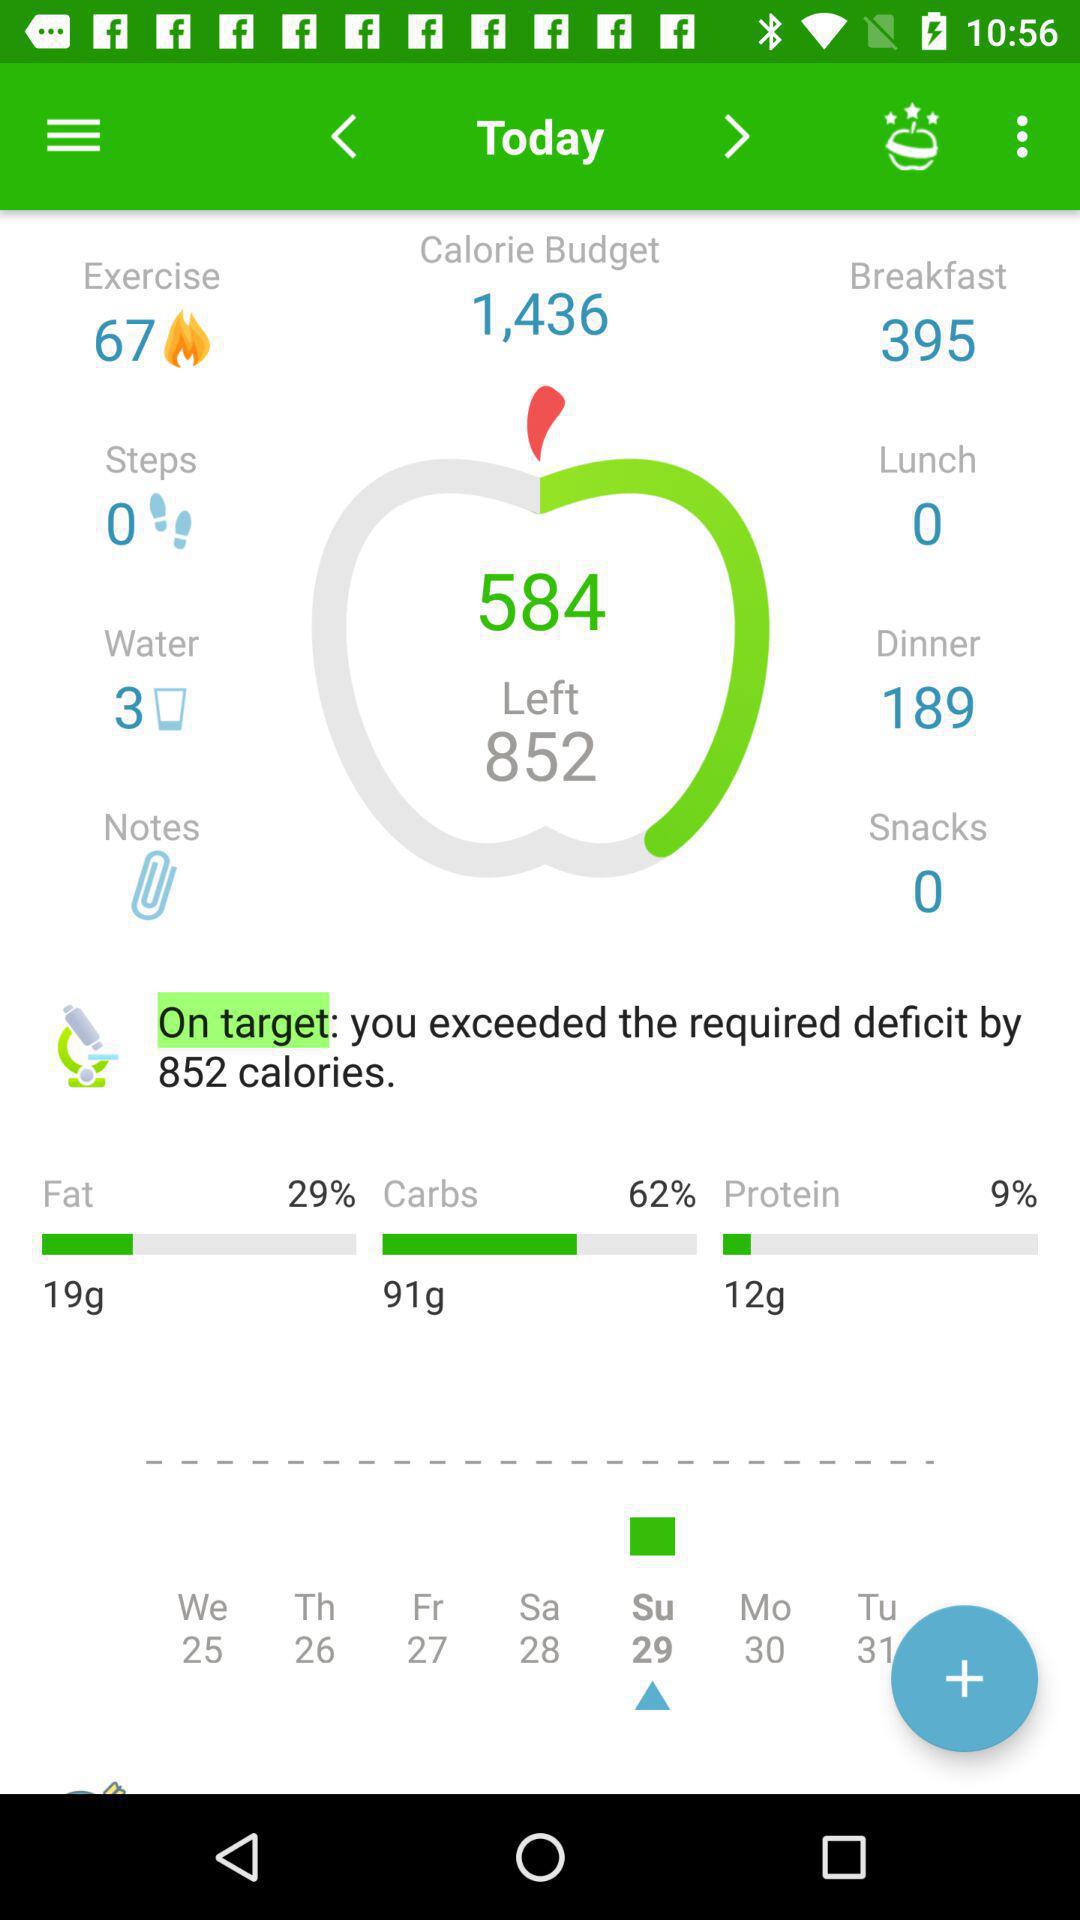 10:56
Today
Calorie Budget
1,436
Exercise
67
Breakfast
395
Steps
0
Lunch
0
584
Left
852
Water
3
Dinner
189
Notes
Snacks
0
On target: you exceeded the required deficit by
852 calories.
Fat 29% Carbs 62% Protein 9%
19g 91g 12g
We Th Fr Sa Su Mo Tu
25 26 27 28 29 30 31